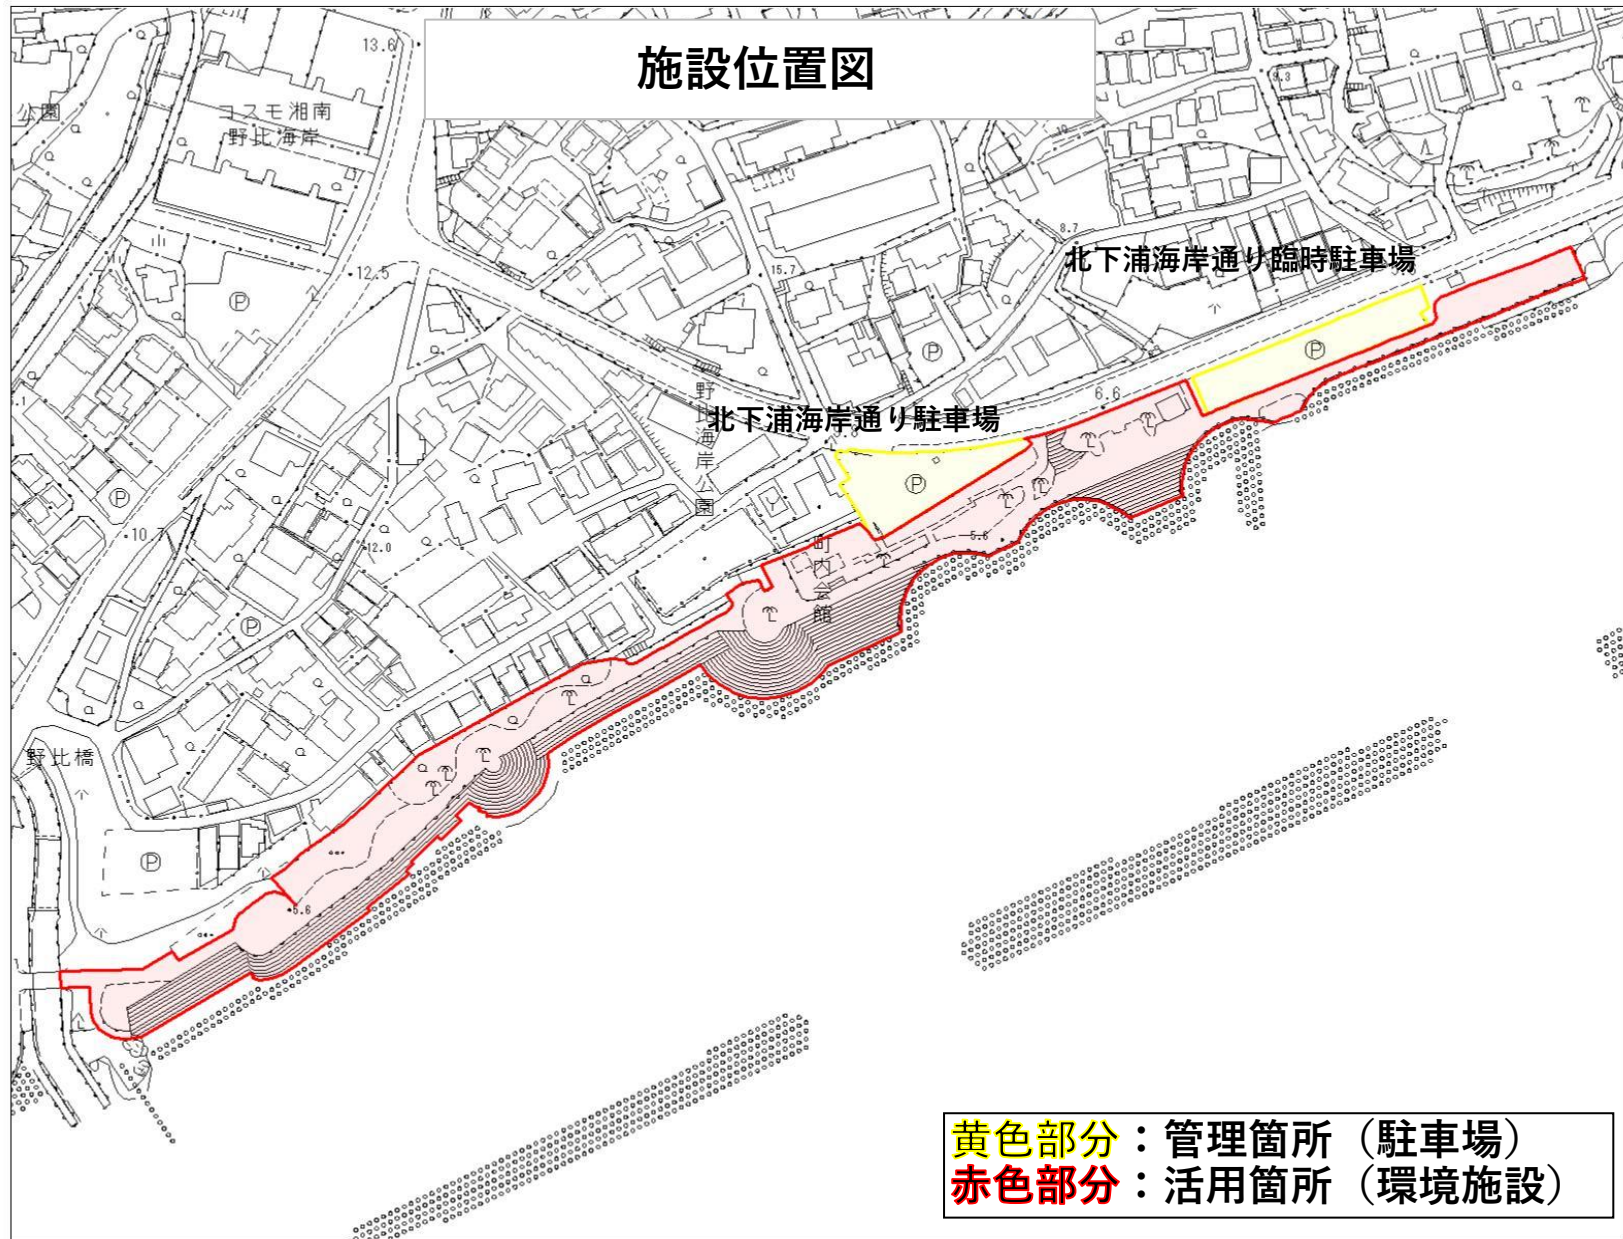 施設位置図
13.6
公園
コスモ湘南
野比海岸
9.3
8.7
北下浦海岸通り臨時駐車場
15.7
12.5
Ⓟ
Ⓟ
Ⓟ
6.6
野比海岸公園
北下浦海岸通り駐車場
Ⓟ
Ⓟ
10.7
12.0
5.6
町内会館
Ⓟ
野比橋
Ⓟ
5.6
黄色部分：管理箇所（駐車場）
赤色部分：活用箇所（環境施設）